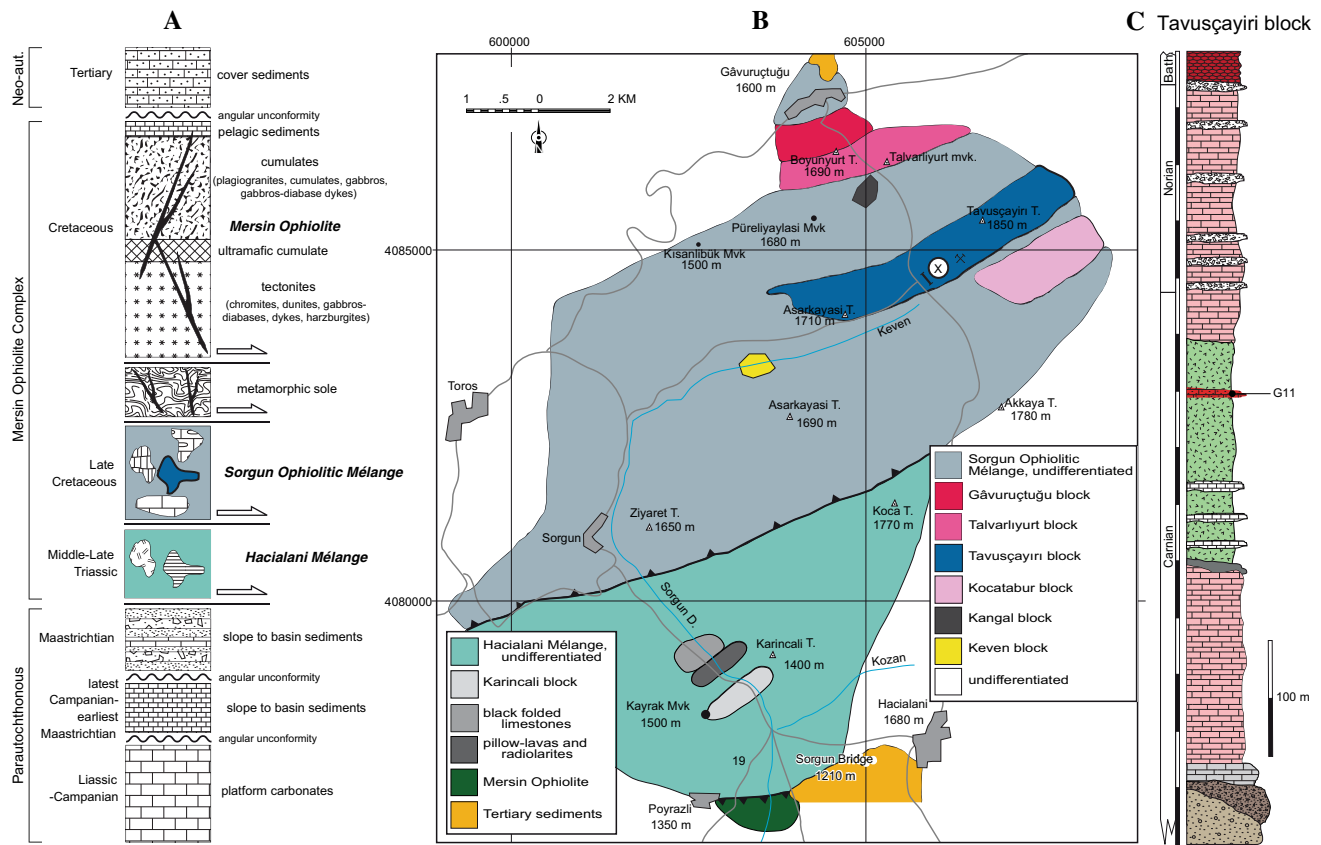 A
B
C
Tavusçayiri block
Neo-aut.
Tertiary
cover sediments
angular unconformity
pelagic sediments
Mersin Ophiolite Complex
Cretaceous
cumulates
(plagiogranites, cumulates, gabbros,
gabbros-diabase dykes)
Mersin Ophiolite
ultramafic cumulate
tectonites
(chromites, dunites, gabbros-
diabases, dykes, harzburgites)
metamorphic sole
Late
Cretaceous
Sorgun Ophiolitic Mélange
Middle-Late
Triassic
Hacialani Mélange
Parautochthonous
Maastrichtian
slope to basin sediments
angular unconformity
latest
Campanian-
earliest
Maastrichtian
slope to basin sediments
angular unconformity
Liassic
-Campanian
platform carbonates
600000
605000
4085000
4080000
1 .5 0 2 KM
Gâvuruçtuğu
1600 m
Boyunyurt T.
1690 m
Talvarliyurt mvk.
Tavusçayırı T.
1850 m
Püreliyaylasi Mvk
1680 m
Kısanlıbük Mvk
1500 m
X
Asarkayasi T.
1710 m
Keven
Toros
Asarkayasi T.
1690 m
Akkaya T.
1780 m
Koca T.
1770 m
Ziyaret T.
1650 m
Sorgun
Sorgun D.
Karincali T.
1400 m
Kozan
Kayrak Mvk
1500 m
Hacialani
1680 m
19
Sorgun Bridge
1210 m
Poyrazli
1350 m
Sorgun Ophiolitic
Mélange, undifferentiated
Gâvuruçtuğu block
Talvarlıyurt block
Tavusçayırı block
Kocatabur block
Kangal block
Keven block
undifferentiated
Hacialani Mélange,
undifferentiated
Karincali block
black folded
limestones
pillow-lavas and
radiolarites
Mersin Ophiolite
Tertiary sediments
Bath.
Norian
Carnian
G11
100 m